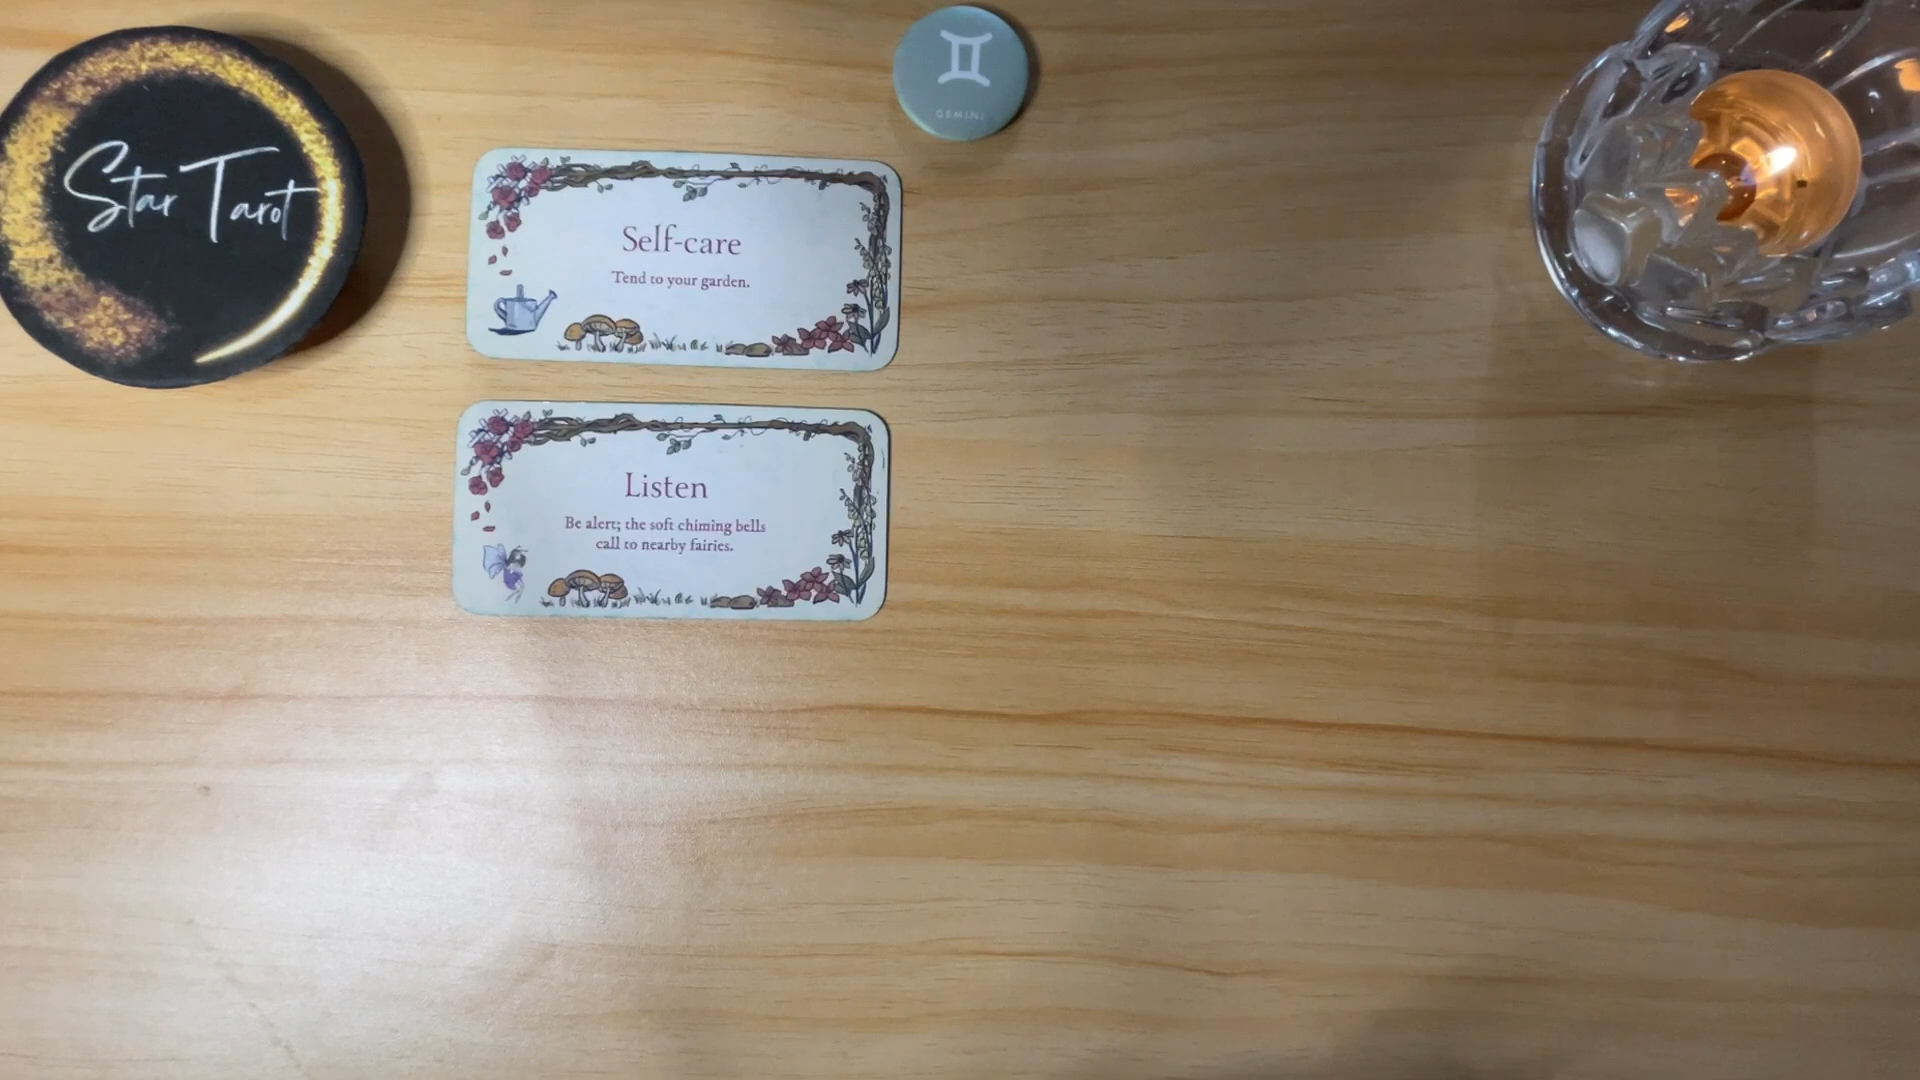 Star Tarot
GEMINI
Self-care
Tend to your garden.
Listen
Be alert; the soft chiming bells
call to nearby fairies.